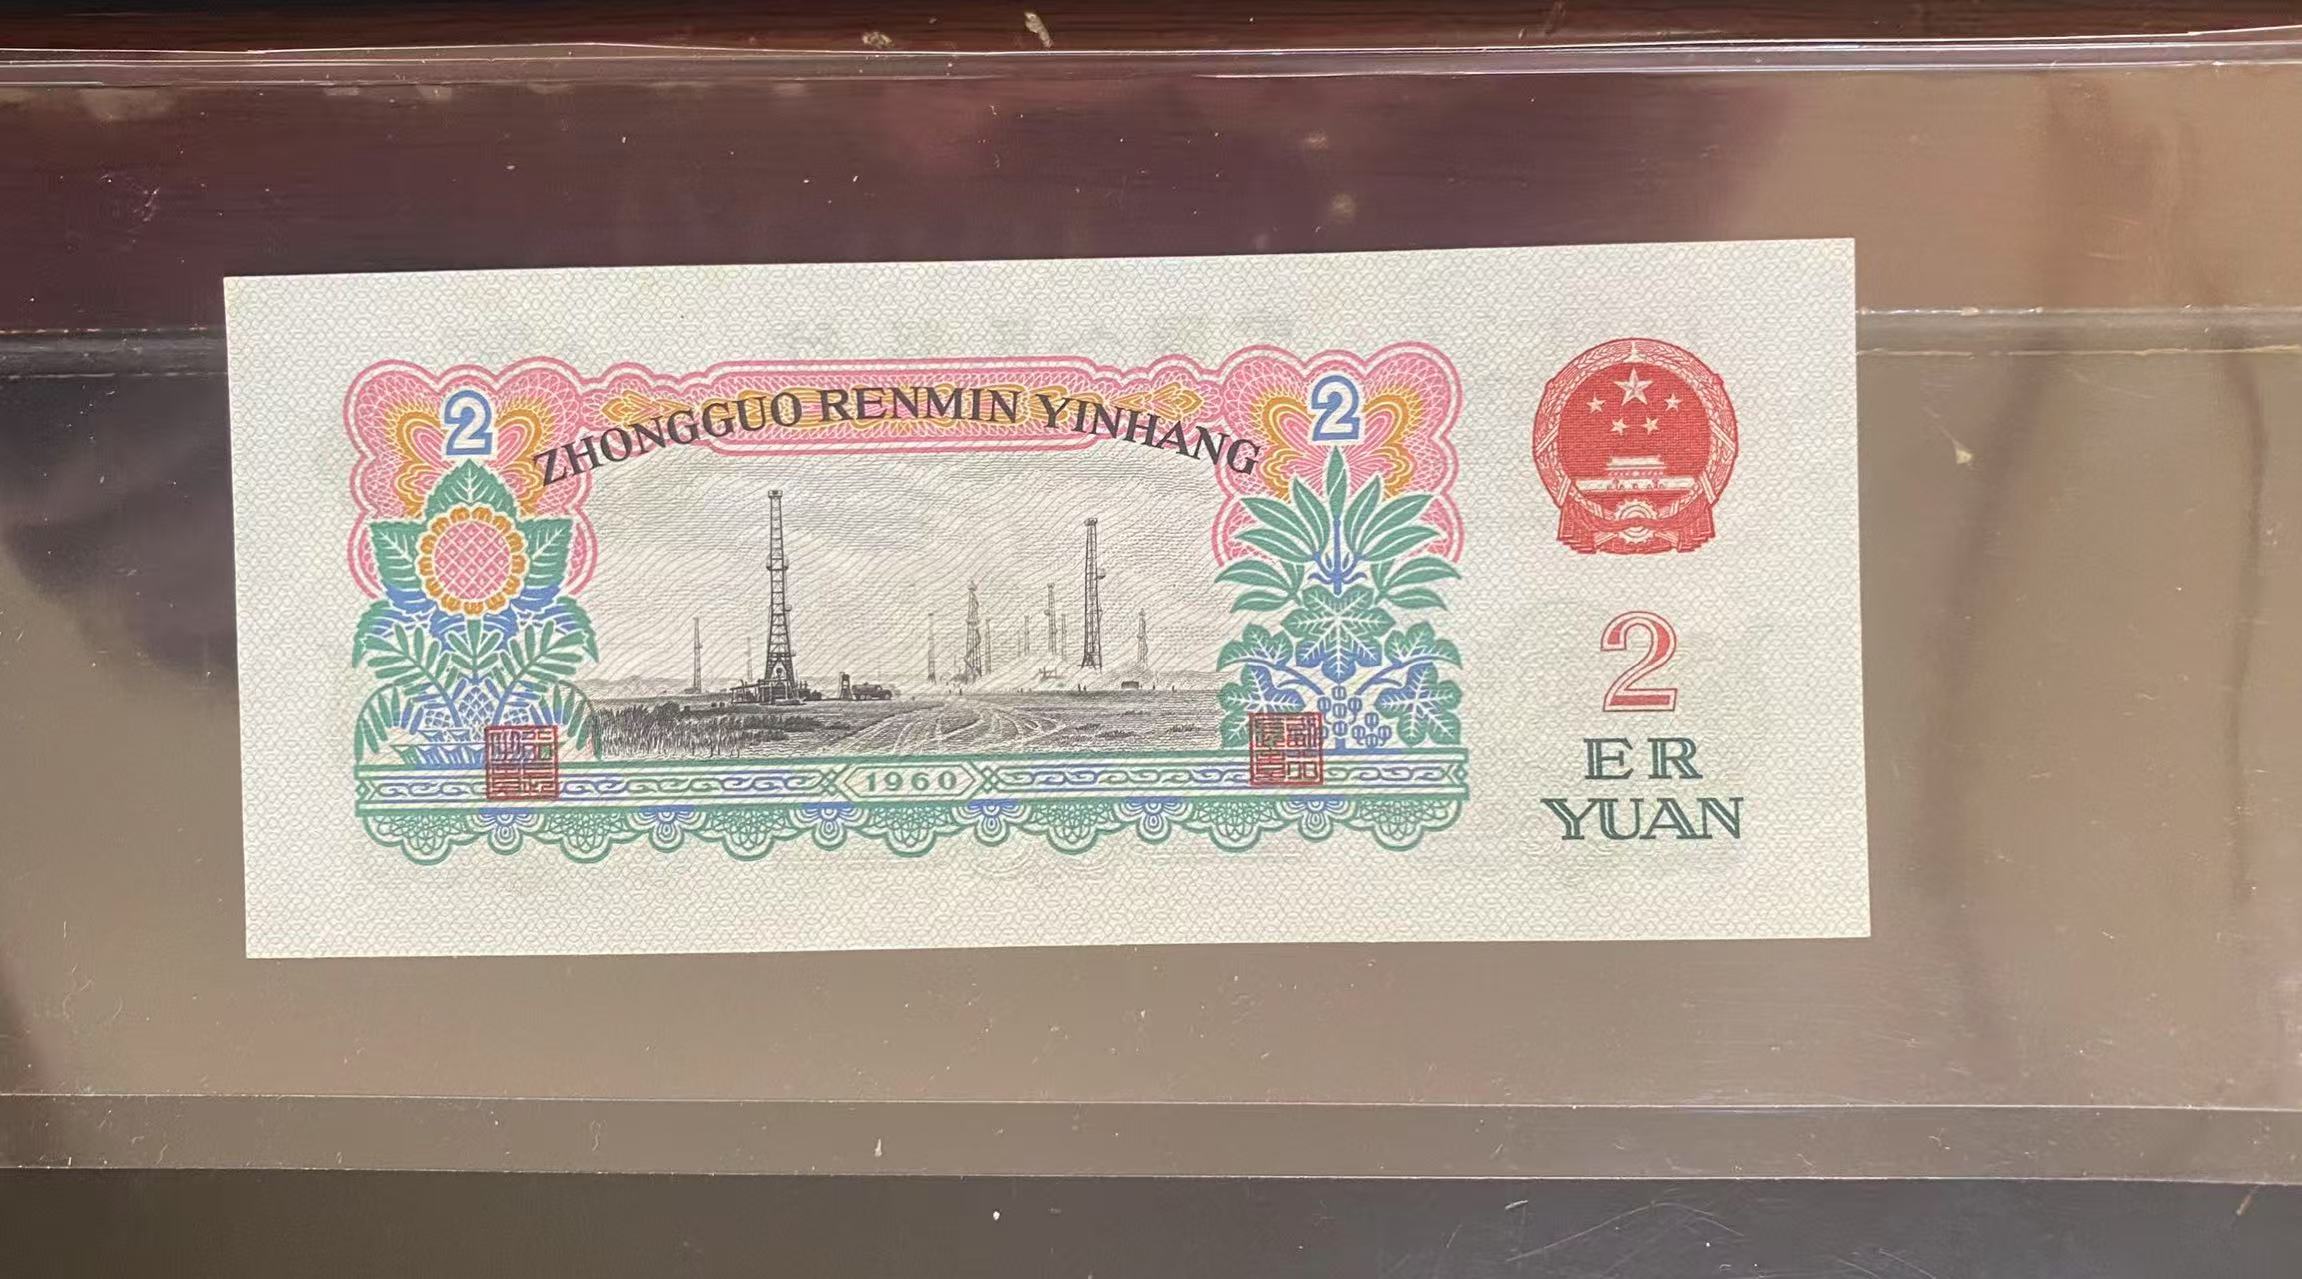 2 2
ZHONGGUO RENMIN YINHANG
1960
2
ER
YUAN